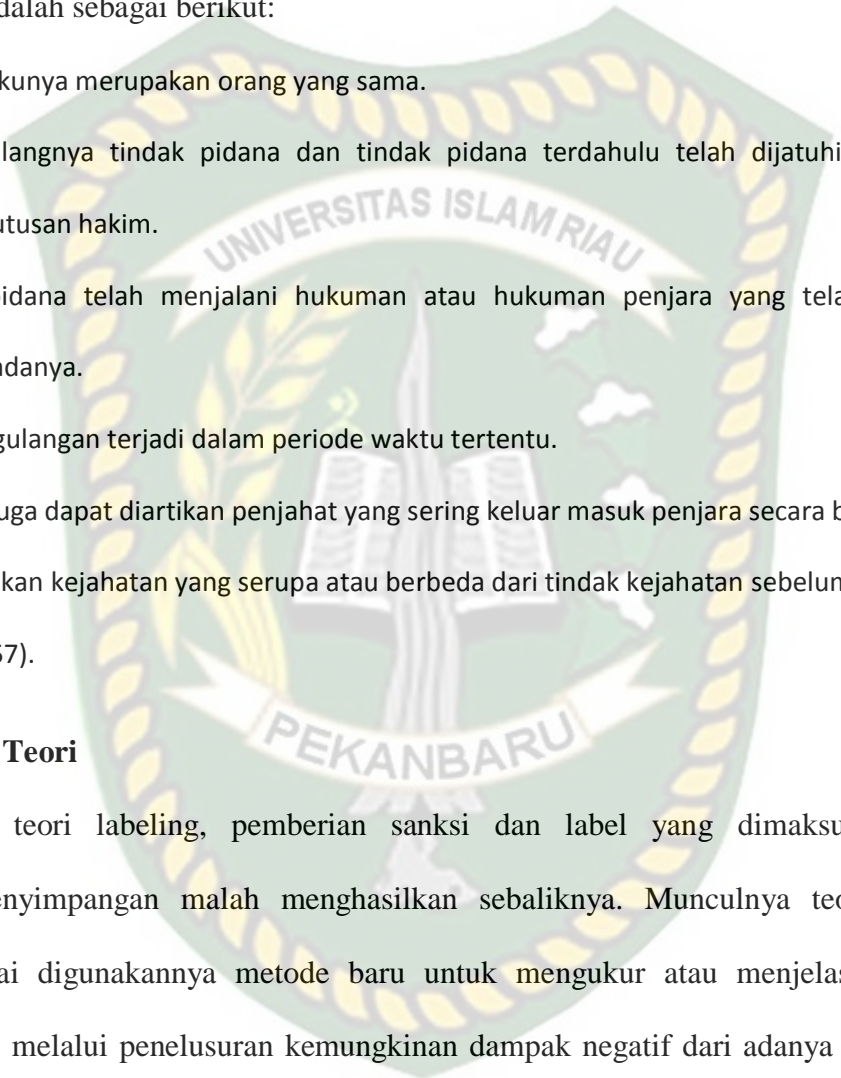 dalah sebagai berikut:
kunya merupakan orang yang sama.
langnya tindak pidana dan tindak pidana terdahulu telah dijatuhi
utusan hakim.
pidana telah menjalani hukuman atau hukuman penjara yang tela
adanya.
gulangan terjadi dalam periode waktu tertentu.
uga dapat diartikan penjahat yang sering keluar masuk penjara secara b
kan kejahatan yang serupa atau berbeda dari tindak kejahatan sebelum
57).
Teori
teori labeling, pemberian sanksi dan label yang dimaksu
enyimpangan malah menghasilkan sebaliknya. Munculnya teo
ai digunakannya metode baru untuk mengukur atau menjelas
melalui penelusuran kemungkinan dampak negatif dari adanya
UNIVERSITAS ISLAM RIAU
PEKANBARU